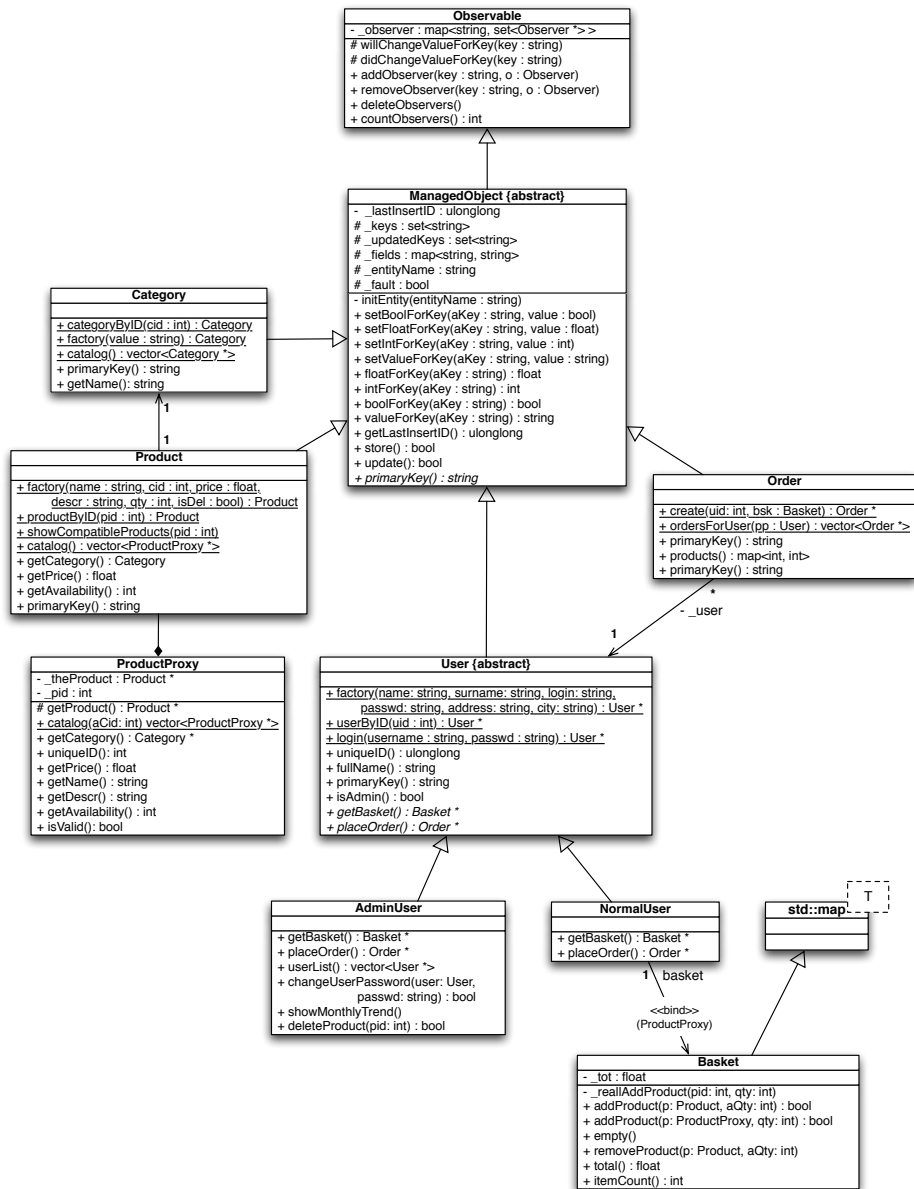 Observable
- _observer : map<string, set<Observer *> >
# willChangeValueForKey(key : string)
# didChangeValueForKey(key : string)
+ addObserver(key : string, o : Observer)
+ removeObserver(key : string, o : Observer)
+ deleteObservers()
+ countObservers() : int
ManagedObject {abstract}
- _lastInsertID : ulonglong
# _keys : set<string>
# _updatedKeys : set<string>
# _fields : map<string, string>
# _entityName : string
# _fault : bool
- initEntity(entityName : string)
+ setBoolForKey(aKey : string, value : bool)
+ setFloatForKey(aKey : string, value : float)
+ setIntForKey(aKey : string, value : int)
+ setValueForKey(aKey : string, value : string)
+ floatForKey(aKey : string) : float
+ intForKey(aKey : string) : int
+ boolForKey(aKey : string) : bool
+ valueForKey(aKey : string) : string
+ getLastInsertID() : ulonglong
+ store() : bool
+ update(): bool
+ primaryKey() : string
Category
+ categoryByID(cid : int) : Category
+ factory(value : string) : Category
+ catalog() : vector<Category *>
+ primaryKey() : string
+ getName(): string
1
1
Product
+ factory(name : string, cid : int, price : float,
descr : string, qty : int, isDel : bool) : Product
+ productByID(pid : int) : Product
+ showCompatibleProducts(pid : int)
+ catalog() : vector<ProductProxy *>
+ getCategory() : Category
+ getPrice() : float
+ getAvailability() : int
+ primaryKey() : string
Order
+ create(uid: int, bsk : Basket) : Order *
+ ordersForUser(pp : User) : vector<Order *>
+ primaryKey() : string
+ products() : map<int, int>
+ primaryKey() : string
*
- _user
1
ProductProxy
- _theProduct : Product *
- _pid : int
# getProduct() : Product *
+ catalog(aCid: int) vector<ProductProxy *>
+ getCategory() : Category *
+ uniqueID(): int
+ getPrice() : float
+ getName() : string
+ getDescr() : string
+ getAvailability() : int
+ isValid(): bool
User {abstract}
+ factory(name: string, surname: string, login: string,
passwd: string, address: string, city: string) : User *
+ userByID(uid : int) : User *
+ login(username : string, passwd : string) : User *
+ uniqueID() : ulonglong
+ fullName() : string
+ primaryKey() : string
+ isAdmin() : bool
+ getBasket() : Basket *
+ placeOrder() : Order *
AdminUser
+ getBasket() : Basket *
+ placeOrder() : Order *
+ userList() : vector<User *>
+ changeUserPassword(user: User,
passwd: string) : bool
+ showMonthlyTrend()
+ deleteProduct(pid: int) : bool
NormalUser
+ getBasket() : Basket *
+ placeOrder() : Order *
T
std::map
1 basket
<<bind>>
(ProductProxy)
Basket
- _tot : float
- _reallAddProduct(pid: int, qty: int)
+ addProduct(p: Product, aQty: int) : bool
+ addProduct(p: ProductProxy, qty: int) : bool
+ empty()
+ removeProduct(p: Product, aQty: int)
+ total() : float
+ itemCount() : int